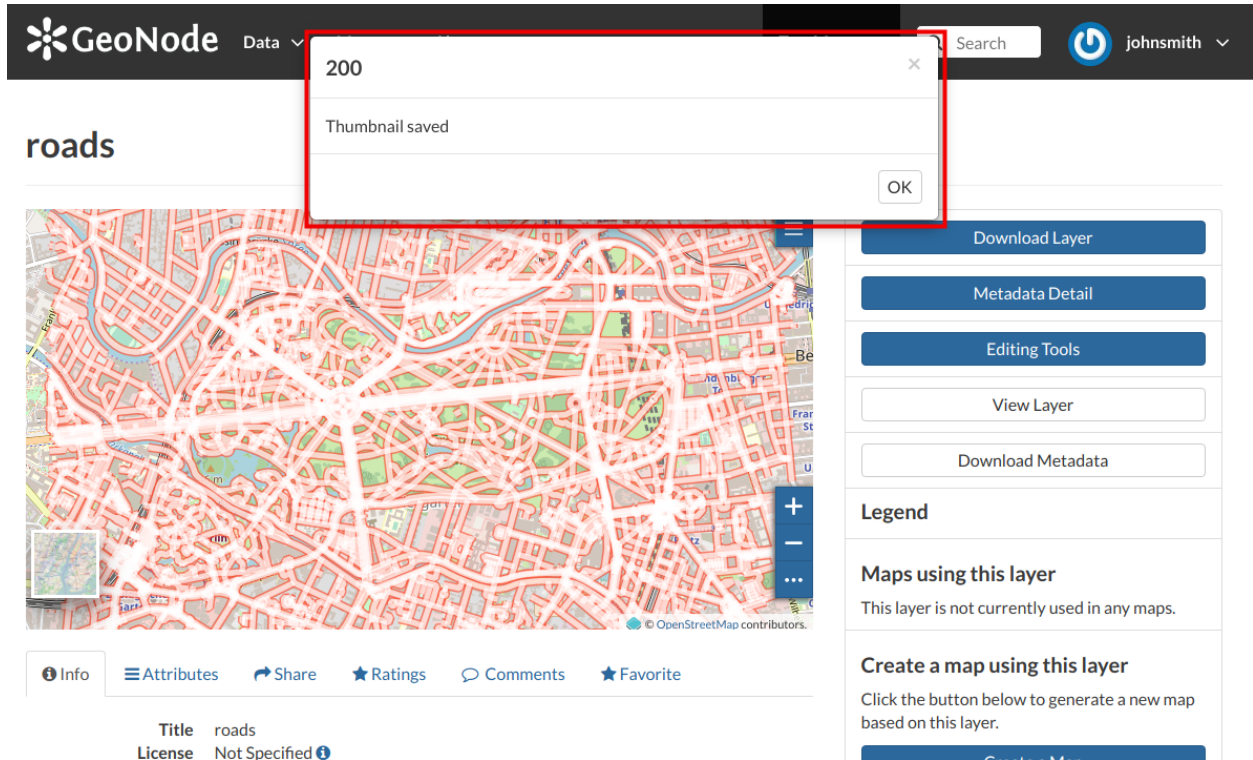 GeoNode Data Search johnsmith
200 ×
Thumbnail saved
OK
roads
Download Layer
Metadata Detail
Editing Tools
View Layer
Download Metadata
Legend
Maps using this layer
This layer is not currently used in any maps.
Create a map using this layer
Click the button below to generate a new map
based on this layer.
Create a Map
© OpenStreetMap contributors.
Info Attributes Share Ratings Comments Favorite
Title roads
License Not Specified